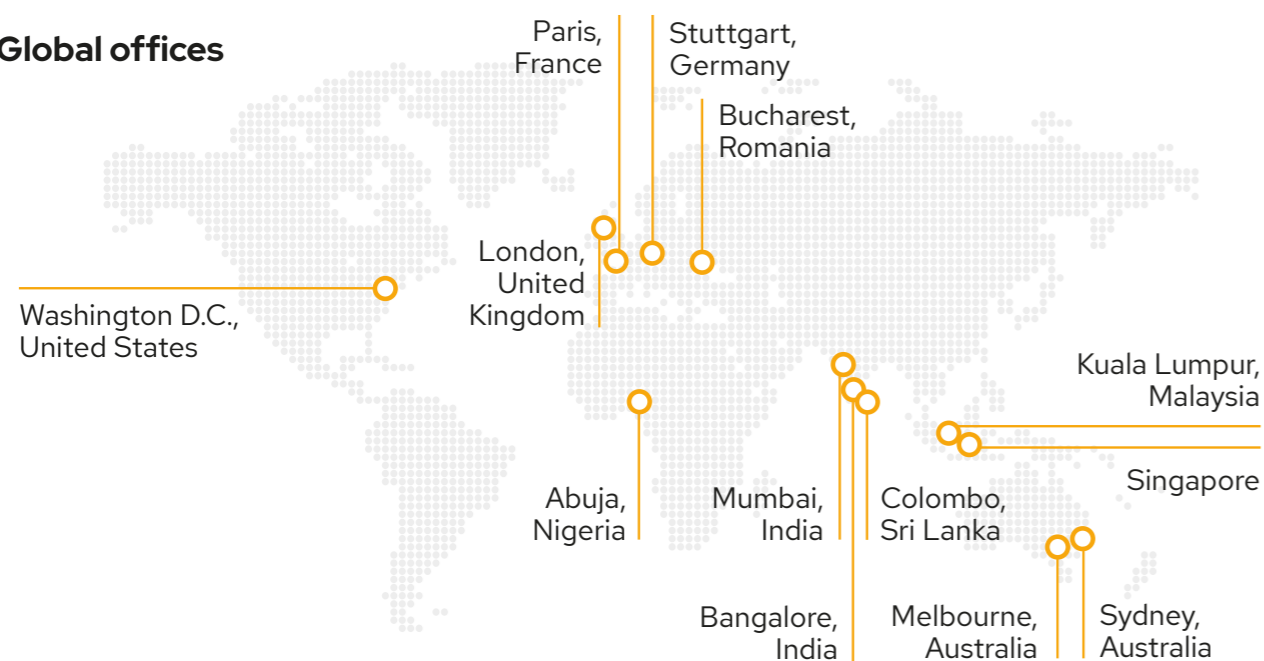 Global offices
Paris,
France
Stuttgart,
Germany
Bucharest,
Romania
London,
United
Kingdom
Washington D.C.,
United States
Kuala Lumpur,
Malaysia
Singapore
Abuja,
Nigeria
Mumbai,
India
Colombo,
Sri Lanka
Bangalore,
India
Melbourne,
Australia
Sydney,
Australia